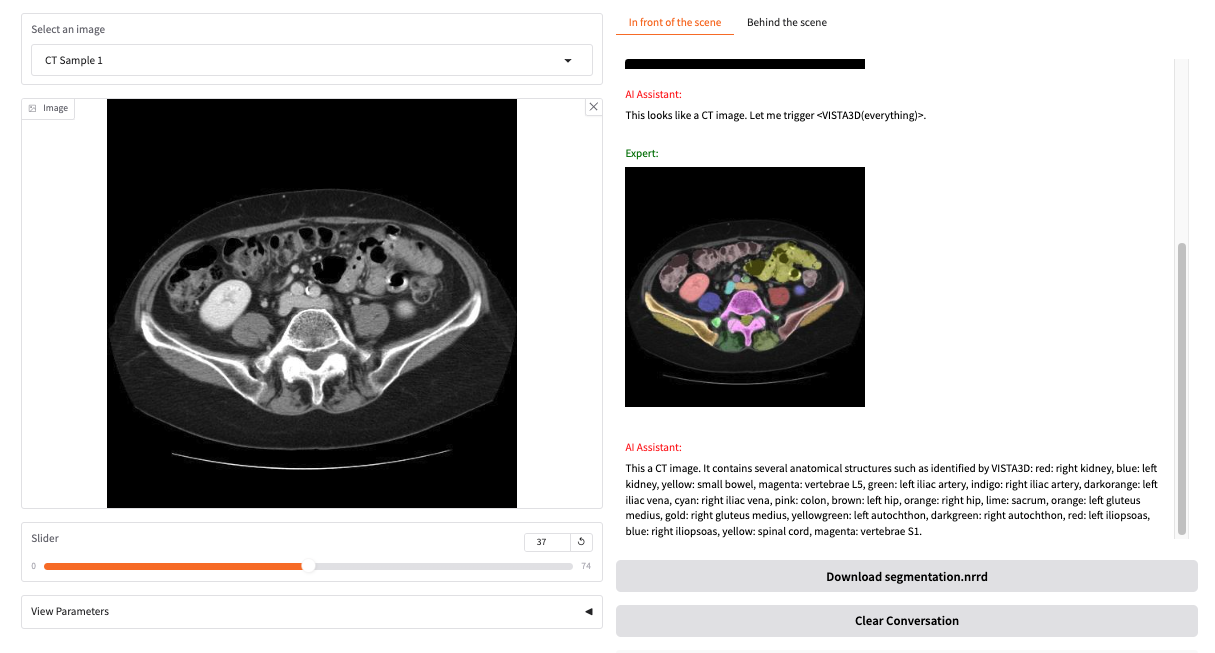 Select an image
CT Sample 1
Image
Slider
37
0
74
View Parameters
In front of the scene
Behind the scene
AI Assistant:
This looks like a CT image. Let me trigger <VISTA3D(everything)>.
Expert:
AI Assistant:
This a CT image. It contains several anatomical structures such as identified by VISTA3D: red: right kidney, blue: left
kidney, yellow: small bowel, magenta: vertebrae L5, green: left iliac artery, indigo: right iliac artery, darkorange: left
iliac vena, cyan: right iliac vena, pink: colon, brown: left hip, orange: right hip, lime: sacrum, orange: left gluteus
medius, gold: right gluteus medius, yellowgreen: left autochthon, darkgreen: right autochthon, red: left iliopsoas,
blue: right iliopsoas, yellow: spinal cord, magenta: vertebrae S1.
Download segmentation.nrrd
Clear Conversation